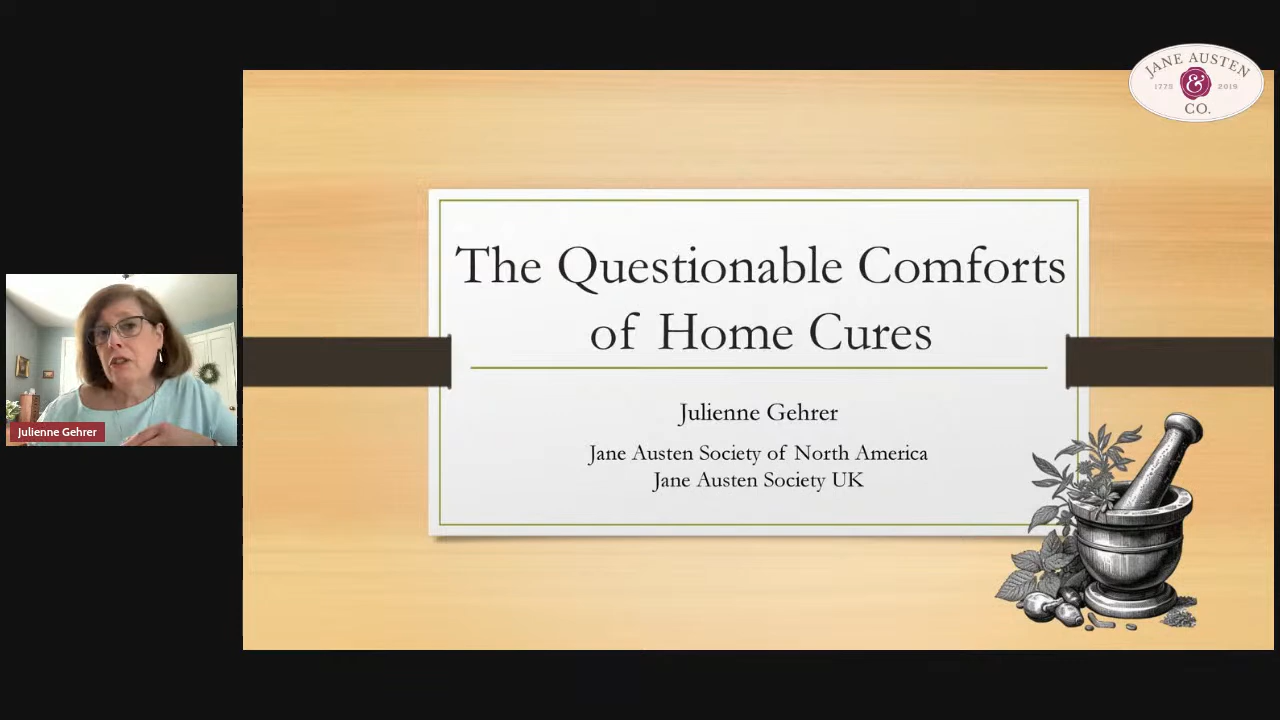 JANE AUSTEN
1775 & 2019
CO.
The Questionable Comforts
of Home Cures
Julienne Gehrer
Jane Austen Society of North America
Jane Austen Society UK
Julienne Gehrer